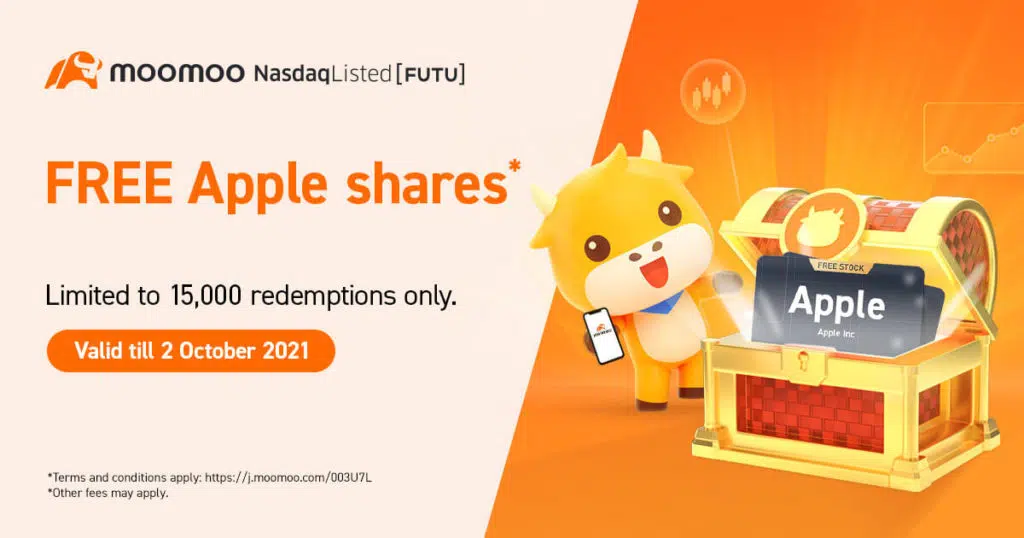 moomoo NasdaqListed [FUTU]
FREE Apple shares*
Limited to 15,000 redemptions only.
Valid till 2 October 2021
*Terms and conditions apply: https://j.moomoo.com/003U7L
*Other fees may apply.
FREE STOCK
Apple
Apple Inc